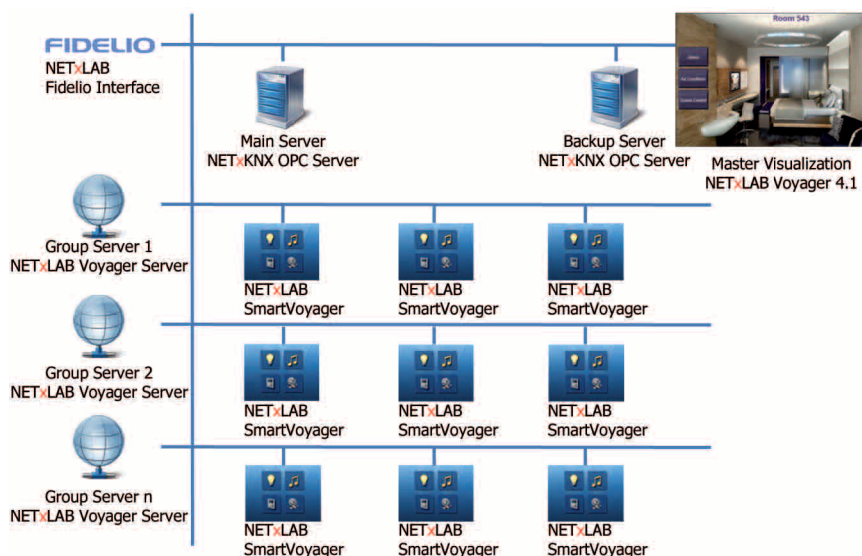 FIDELIO
NETxLAB
Fidelio Interface
Main Server
NETxKNX OPC Server
Backup Server
NETxKNX OPC Server
Room 543
Master Visualization
NETxLAB Voyager 4.1
Group Server 1
NETxLAB Voyager Server
NETxLAB
SmartVoyager
NETxLAB
SmartVoyager
NETxLAB
SmartVoyager
Group Server 2
NETxLAB Voyager Server
NETxLAB
SmartVoyager
NETxLAB
SmartVoyager
NETxLAB
SmartVoyager
Group Server n
NETxLAB Voyager Server
NETxLAB
SmartVoyager
NETxLAB
SmartVoyager
NETxLAB
SmartVoyager